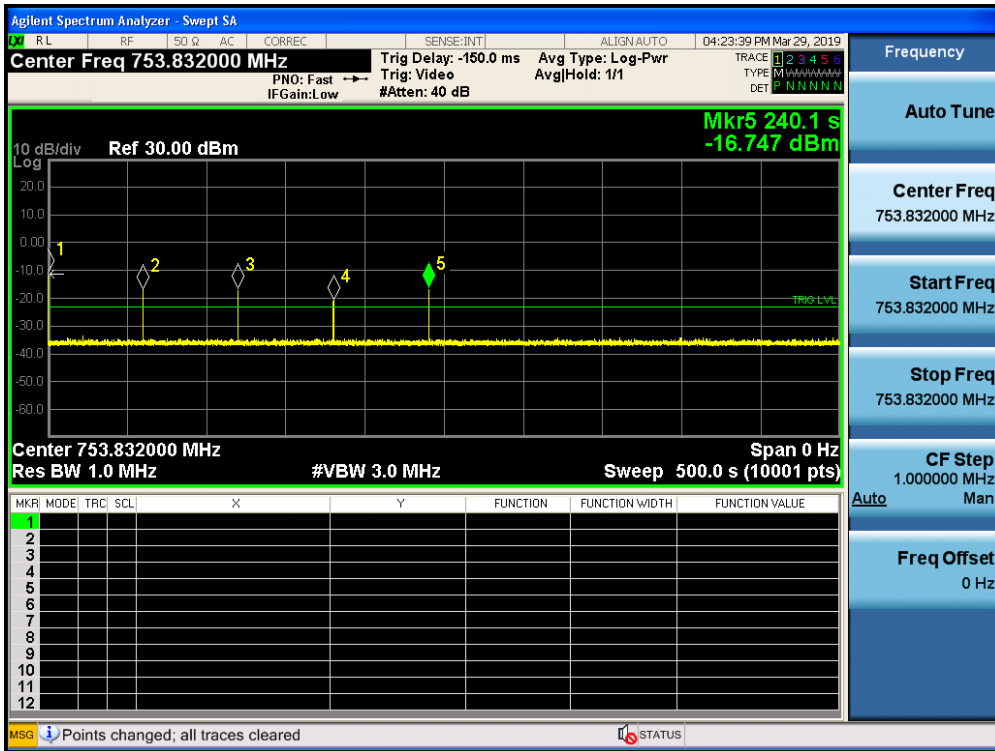 Agilent Spectrum Analyzer - Swept SA
LXI RL RF 50 Ω AC CORREC SENSE:INT ALIGN AUTO 04:23:39 PM Mar 29, 2019
Center Freq 753.832000 MHz
PNO: Fast
IFGain:Low
Trig Delay: -150.0 ms
Trig: Video
#Atten: 40 dB
Avg Type: Log-Pwr
Avg|Hold: 1/1
TRACE 1 2 3 4 5 6
TYPE M
DET P N N N N N
Mkr5 240.1 s
-16.747 dBm
10 dB/div Ref 30.00 dBm
Log
20.0
10.0
0.00
-10.0
-20.0
-30.0
-40.0
-50.0
-60.0
1
2
3
4
5
TRIG LVL
Center 753.832000 MHz Span 0 Hz
Res BW 1.0 MHz #VBW 3.0 MHz Sweep 500.0 s (10001 pts)
MKR MODE TRC SCL X Y FUNCTION FUNCTION WIDTH FUNCTION VALUE
1
2
3
4
5
6
7
8
9
10
11
12
MSG Points changed; all traces cleared STATUS
Frequency
Auto Tune
Center Freq
753.832000 MHz
Start Freq
753.832000 MHz
Stop Freq
753.832000 MHz
CF Step
1.000000 MHz
Auto Man
Freq Offset
0 Hz